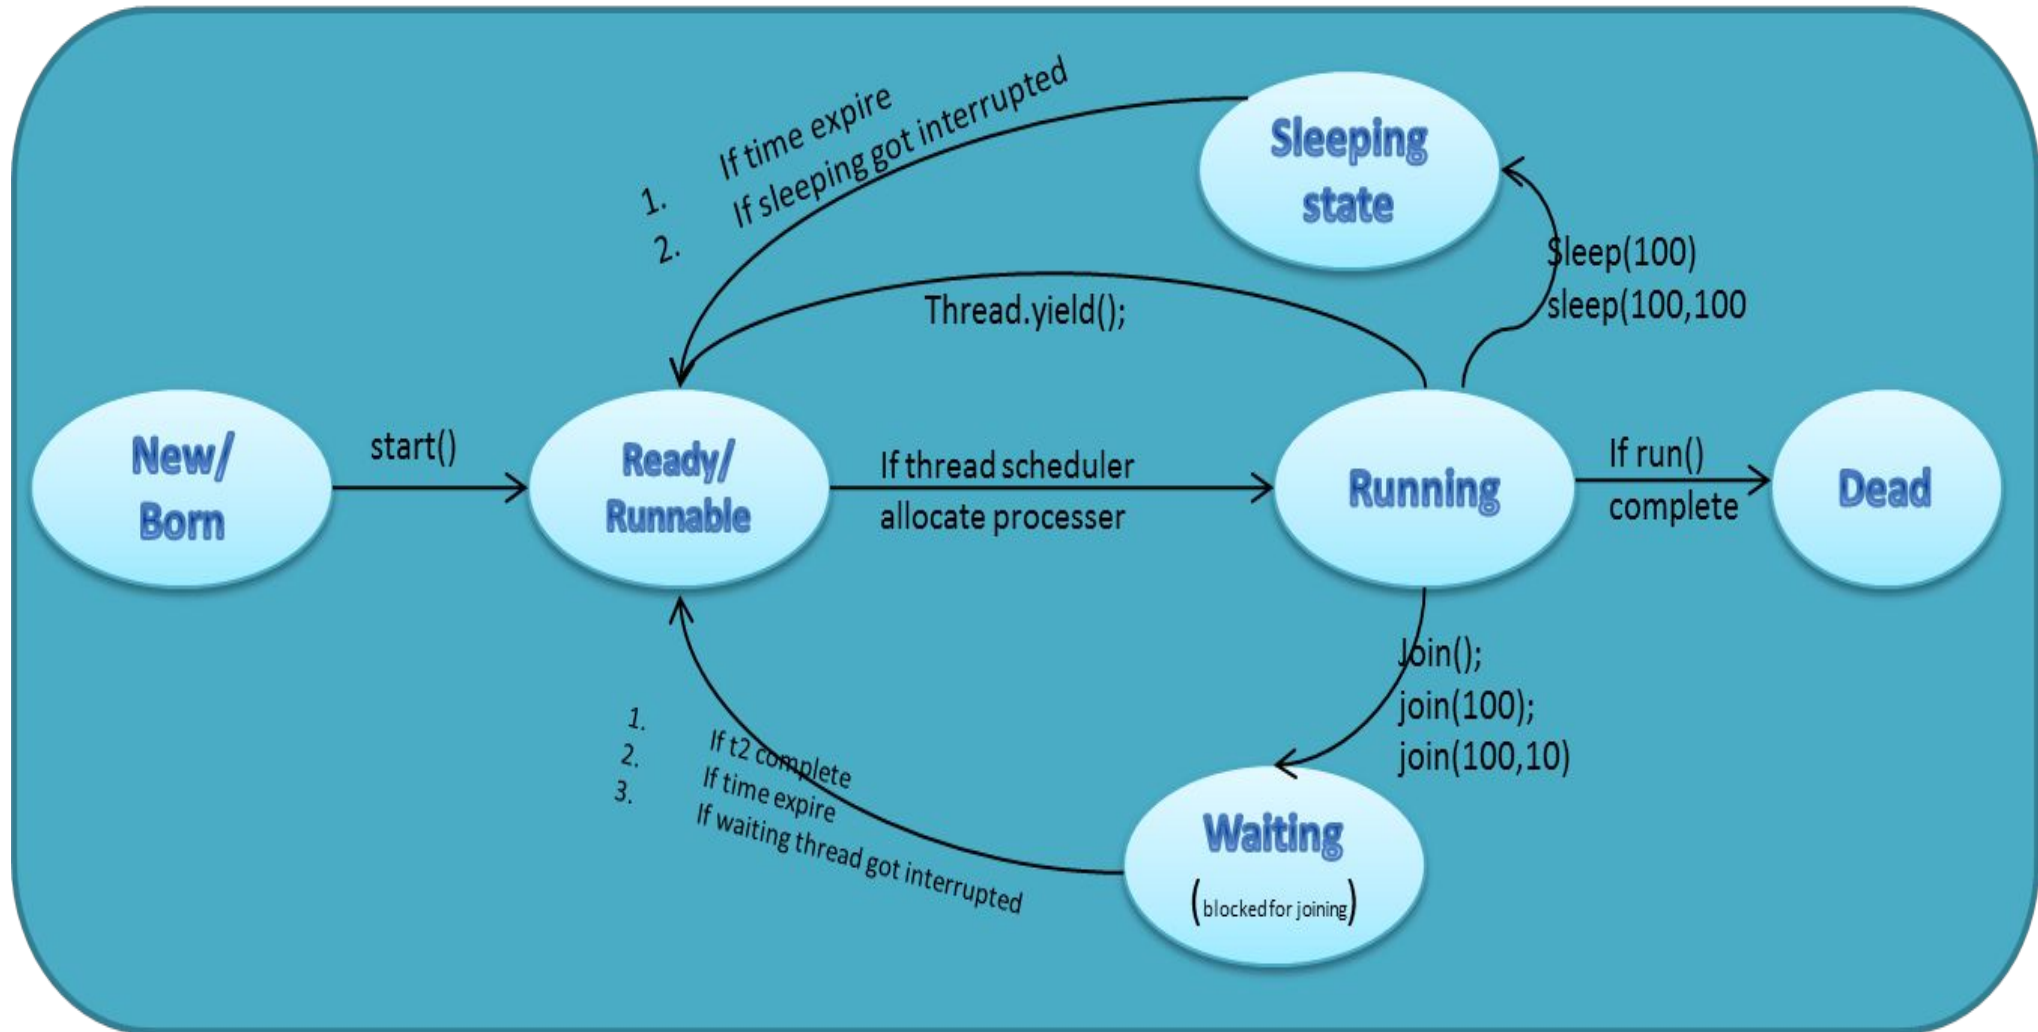 1. If time expire
2. If sleeping got interrupted
Sleeping
state
Sleep(100)
sleep(100,100
Thread.yield();
New/
Born
start()
Ready/
Runnable
If thread scheduler
allocate processer
Running
If run()
complete
Dead
Join();
join(100);
join(100,10)
1. If t2 complete
2. If time expire
3. If waiting thread got interrupted
Waiting
(blocked for joining)